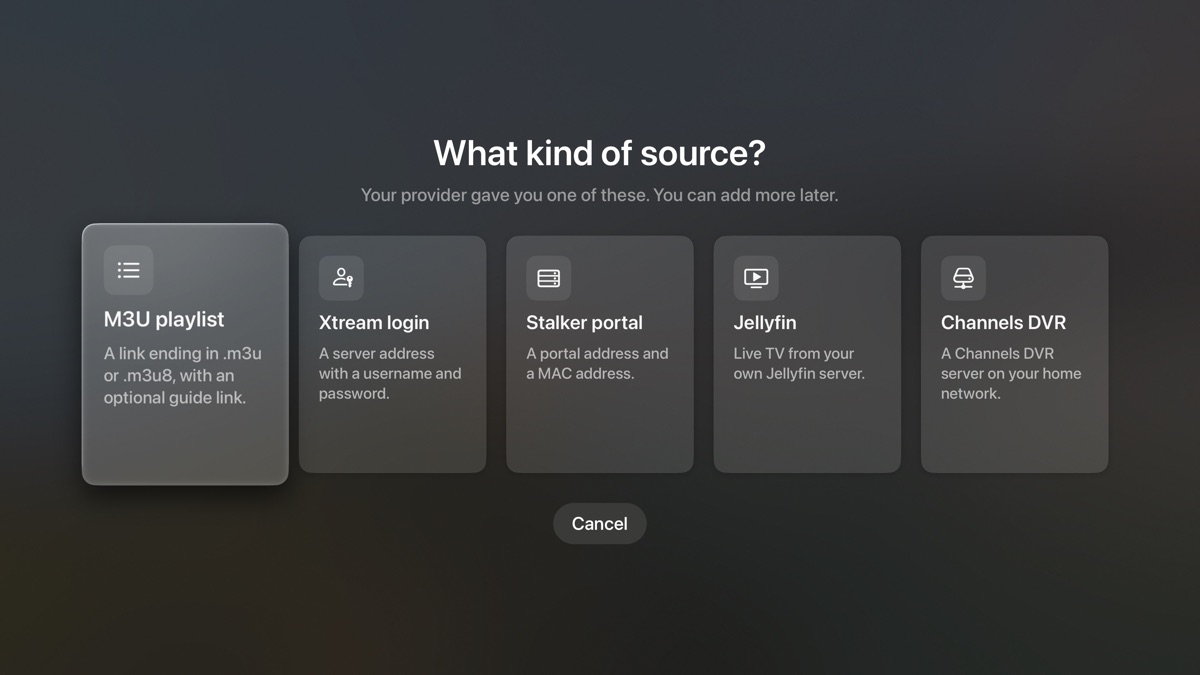 What kind of source?
Your provider gave you one of these. You can add more later.
M3U playlist
A link ending in .m3u
or .m3u8, with an
optional guide link.
Xtream login
A server address
with a username and
password.
Stalker portal
A portal address and
a MAC address.
Jellyfin
Live TV from your
own Jellyfin server.
Channels DVR
A Channels DVR
server on your home
network.
Cancel